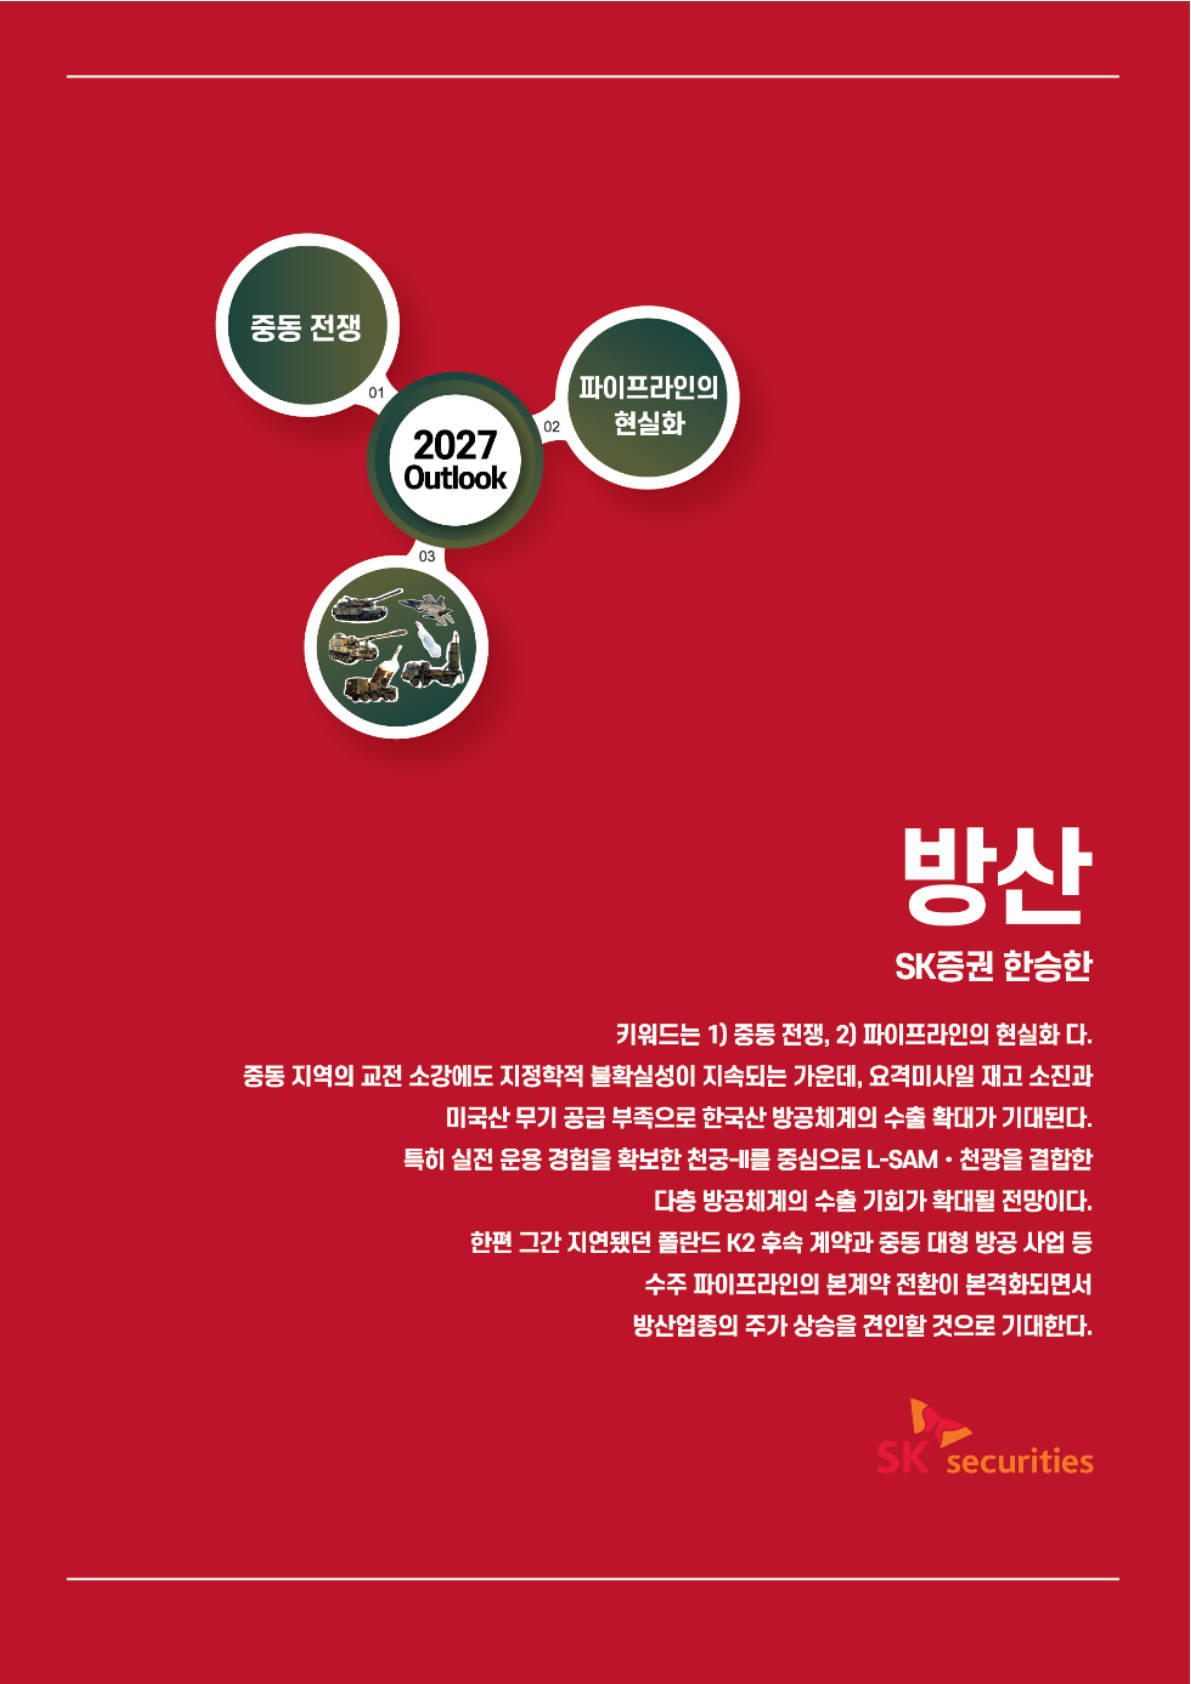 중동 전쟁
01
파이프라인의
현실화
02
2027
Outlook
03
방산
SK증권 한승한
키워드는 1) 중동 전쟁, 2) 파이프라인의 현실화 다.
중동 지역의 교전 소강에도 지정학적 불확실성이 지속되는 가운데, 요격미사일 재고 소진과
미국산 무기 공급 부족으로 한국산 방공체계의 수출 확대가 기대된다.
특히 실전 운용 경험을 확보한 천궁-II를 중심으로 L-SAM · 천광을 결합한
다층 방공체계의 수출 기회가 확대될 전망이다.
한편 그간 지연됐던 폴란드 K2 후속 계약과 중동 대형 방공 사업 등
수주 파이프라인의 본계약 전환이 본격화되면서
방산업종의 주가 상승을 견인할 것으로 기대한다.
SK securities